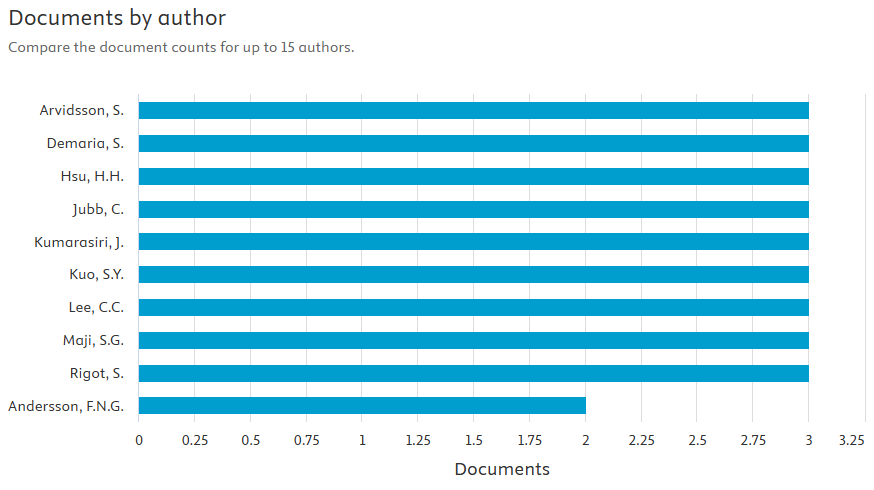 Documents by author
Compare the document counts for up to 15 authors.
Arvidsson, S.
Demaria, S.
Hsu, H.H.
Jubb, C.
Kumarasiri, J.
Kuo, S.Y.
Lee, C.C.
Maji, S.G.
Rigot, S.
Andersson, F.N.G.
0 0.25 0.5 0.75 1 1.25 1.5 1.75 2 2.25 2.5 2.75 3 3.25
Documents